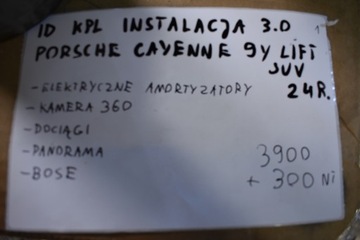 ID KPL INSTALACJA 3.0
PORSCHE CAYENNE 9Y LIFT
SUV
24R.
- ELEKTRYCZNE AMORTYZATORY
- KAMERA 360
- DOCIĄGI
- PANORAMA
- BOSE
3900
+ 300 Ni